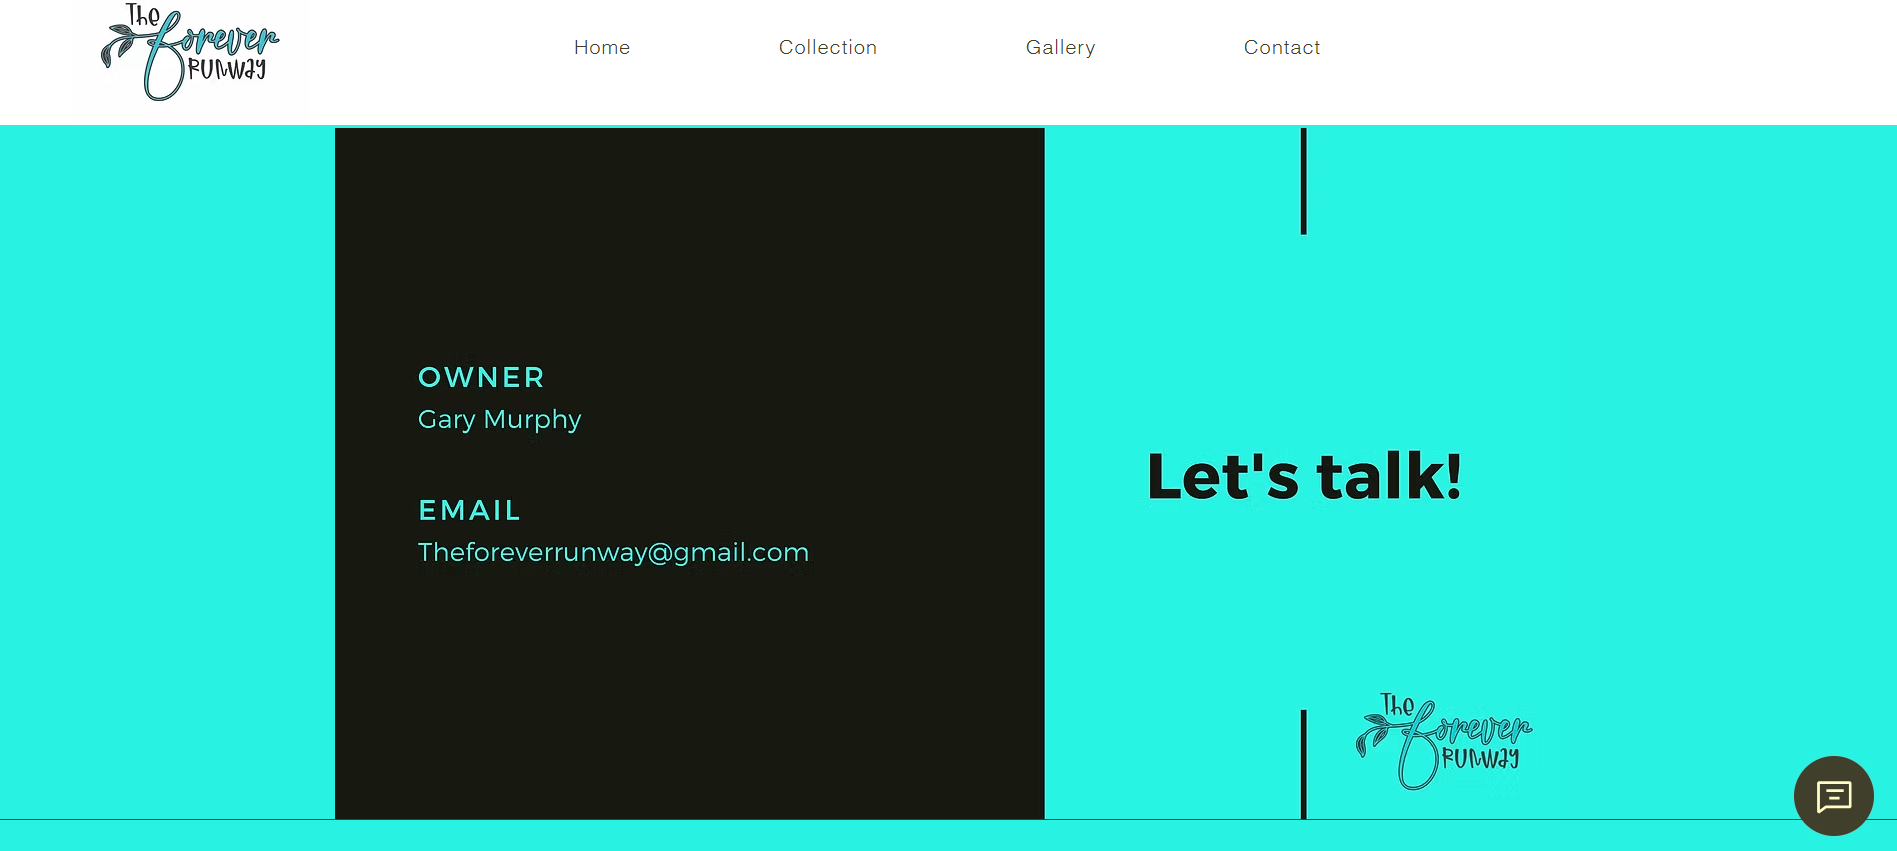 The
forever
RUNWAY
Home
Collection
Gallery
Contact
OWNER
Gary Murphy
EMAIL
Theforeverrunway@gmail.com
Let's talk!
The
forever
RUNWAY